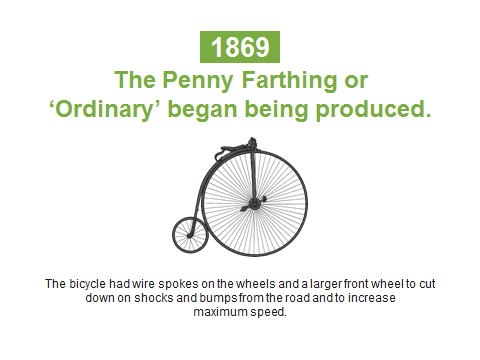 1869
The Penny Farthing or
‘Ordinary’ began being produced.
The bicycle had wire spokes on the wheels and a larger front wheel to cut
down on shocks and bumps from the road and to increase
maximum speed.